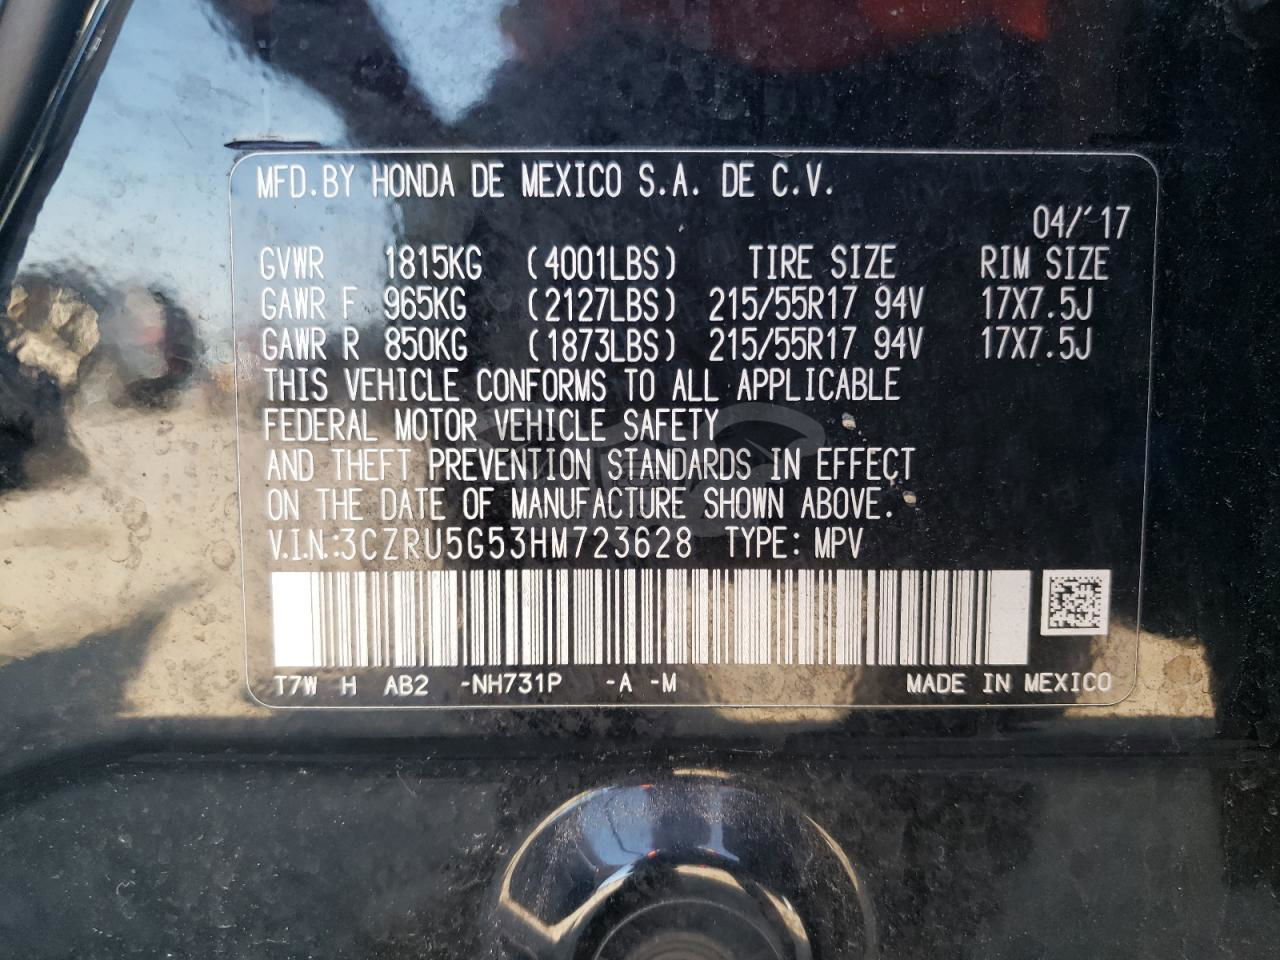 MFD.BY HONDA DE MEXICO S.A. DE C.V.
04/'17
GVWR 1815KG (4001LBS) TIRE SIZE RIM SIZE
GAWR F 965KG (2127LBS) 215/55R17 94V 17X7.5J
GAWR R 850KG (1873LBS) 215/55R17 94V 17X7.5J
THIS VEHICLE CONFORMS TO ALL APPLICABLE
FEDERAL MOTOR VEHICLE SAFETY
AND THEFT PREVENTION STANDARDS IN EFFECT
ON THE DATE OF MANUFACTURE SHOWN ABOVE.
V.I.N.:3CZRU5G53HM723628 TYPE: MPV
T7W H AB2 -NH731P -A -M MADE IN MEXICO